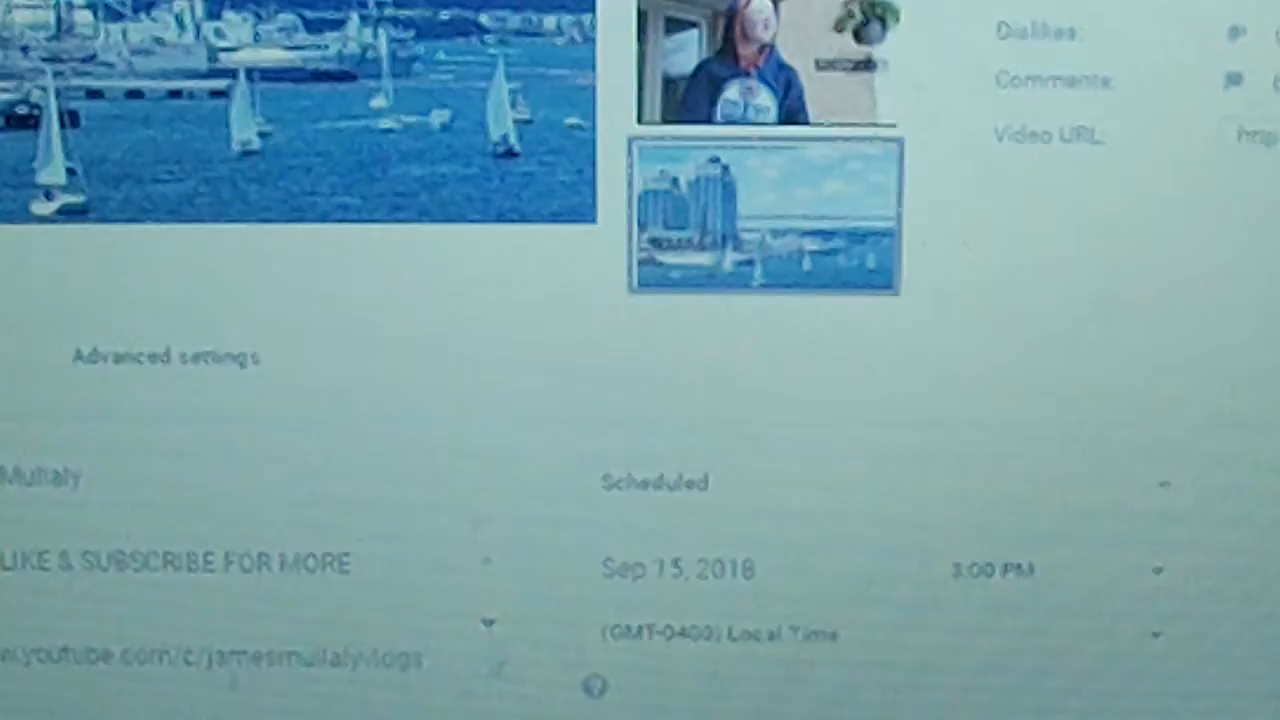 Dislikes:
Comments:
Video URL:
http
Advanced settings
Mullaly
Scheduled
LIKE & SUBSCRIBE FOR MORE
Sep 15, 2018
3:00 PM
(GMT-0400) Local Time
w.youtube.com/c/jamesmullalyvlogs